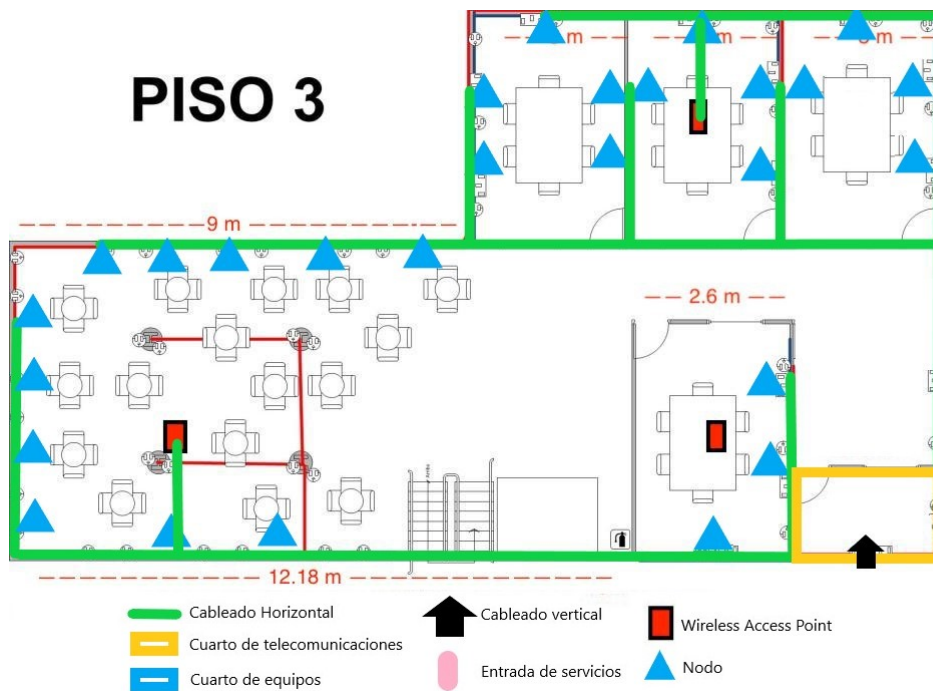 PISO 3
9 m
2.6 m
12.18 m
Cableado Horizontal
Cableado vertical
Wireless Access Point
Cuarto de telecomunicaciones
Entrada de servicios
Nodo
Cuarto de equipos